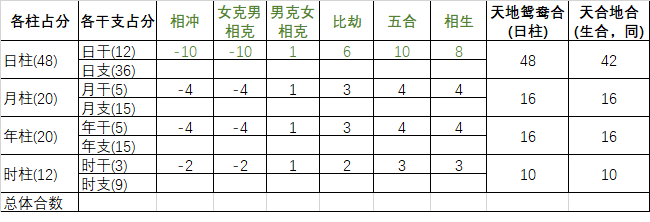 各柱占分 各干支占分 相冲 女克男相克 男克女相克 比劫 五合 相生 天地鸳鸯合(日柱) 天合地合(生合，同)
日柱(48) 日干(12) -10 -10 1 6 10 8 48 42
日支(36)
月柱(20) 月干(5) -4 -4 1 3 4 4 16 16
月支(15)
年柱(20) 年干(5) -4 -4 1 3 4 4 16 16
年支(15)
时柱(12) 时干(3) -2 -2 1 2 3 3 10 10
时支(9)
总体合数